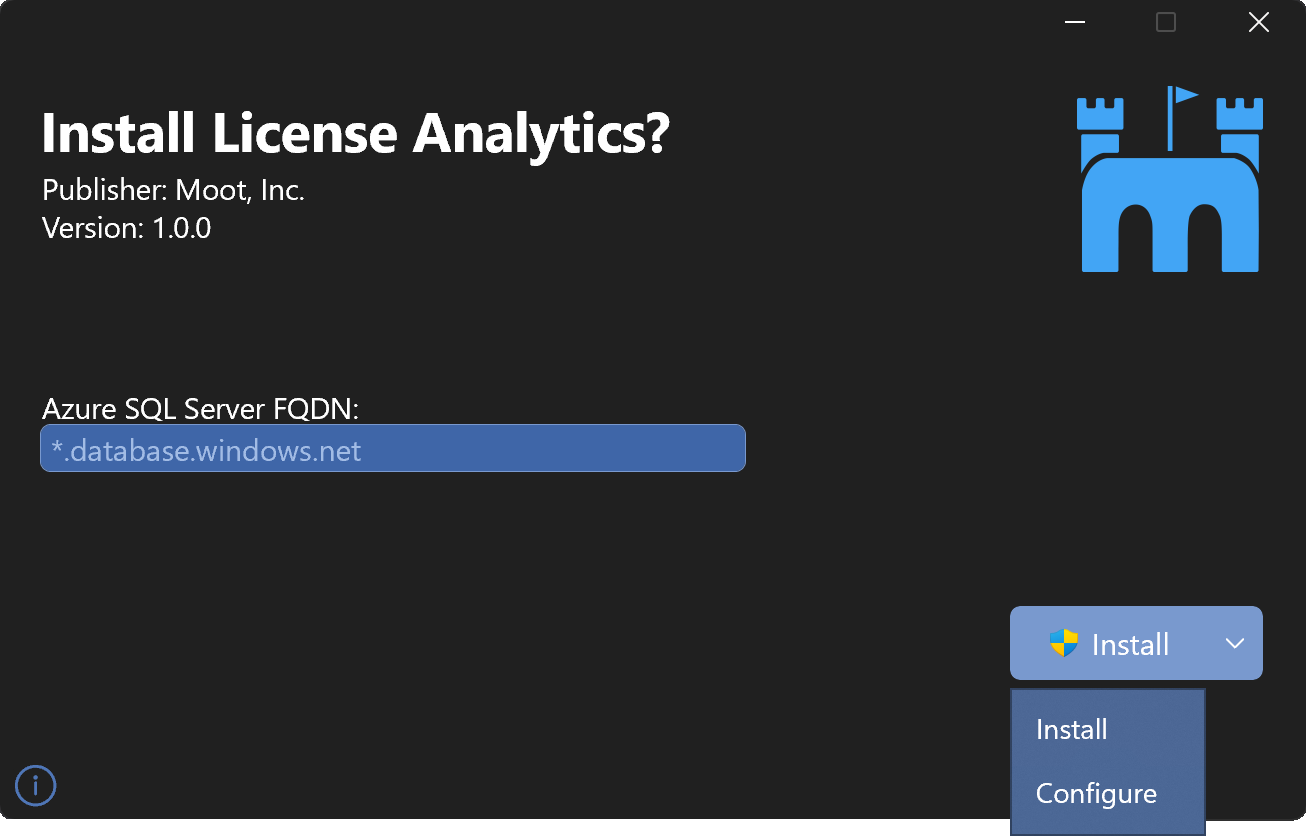 Install License Analytics?
Publisher: Moot, Inc.
Version: 1.0.0
Azure SQL Server FQDN:
*.database.windows.net
Install
Install
Configure